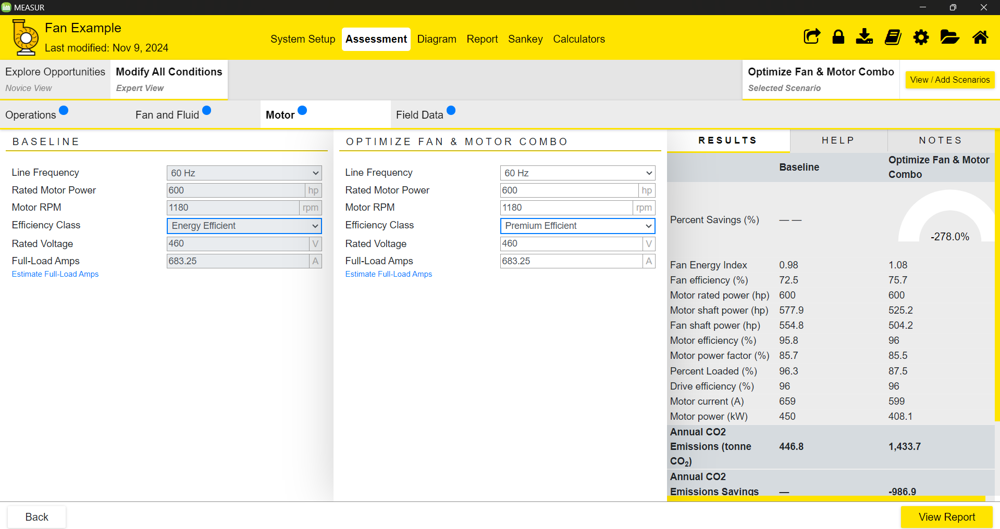 MEASUR
Fan Example
Last modified: Nov 9, 2024
System Setup Assessment Diagram Report Sankey Calculators
Explore Opportunities
Novice View
Modify All Conditions
Expert View
Optimize Fan & Motor Combo
Selected Scenario
View / Add Scenarios
Operations Fan and Fluid Motor Field Data
BASELINE
Line Frequency 60 Hz
Rated Motor Power 600 hp
Motor RPM 1180 rpm
Efficiency Class Energy Efficient
Rated Voltage 460 V
Full-Load Amps 683.25 A
Estimate Full-Load Amps
OPTIMIZE FAN & MOTOR COMBO
Line Frequency 60 Hz
Rated Motor Power 600 hp
Motor RPM 1180 rpm
Efficiency Class Premium Efficient
Rated Voltage 460 V
Full-Load Amps 683.25 A
Estimate Full-Load Amps
RESULTS HELP NOTES
Baseline
Optimize Fan & Motor
Combo
Percent Savings (%) — — -278.0%
Fan Energy Index 0.98 1.08
Fan efficiency (%) 72.5 75.7
Motor rated power (hp) 600 600
Motor shaft power (hp) 577.9 525.2
Fan shaft power (hp) 554.8 504.2
Motor efficiency (%) 95.8 96
Motor power factor (%) 85.7 85.5
Percent Loaded (%) 96.3 87.5
Drive efficiency (%) 96 96
Motor current (A) 659 599
Motor power (kW) 450 408.1
Annual CO2
Emissions (tonne 446.8 1,433.7
CO₂)
Annual CO2
Emissions Savings — -986.9
Back
View Report